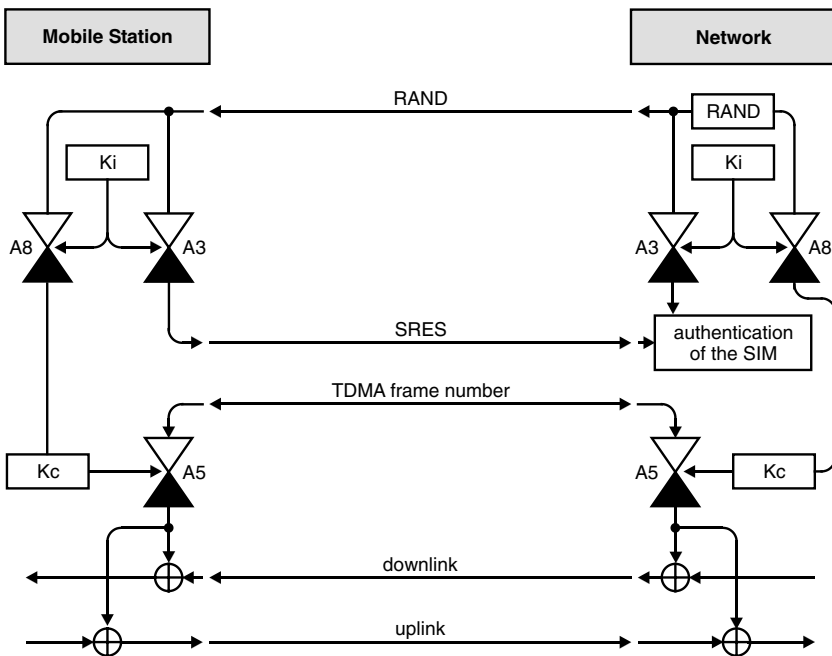 Mobile Station
Network
RAND
RAND
Ki
Ki
A8
A3
A3
A8
SRES
authentication
of the SIM
TDMA frame number
Kc
A5
A5
Kc
downlink
uplink